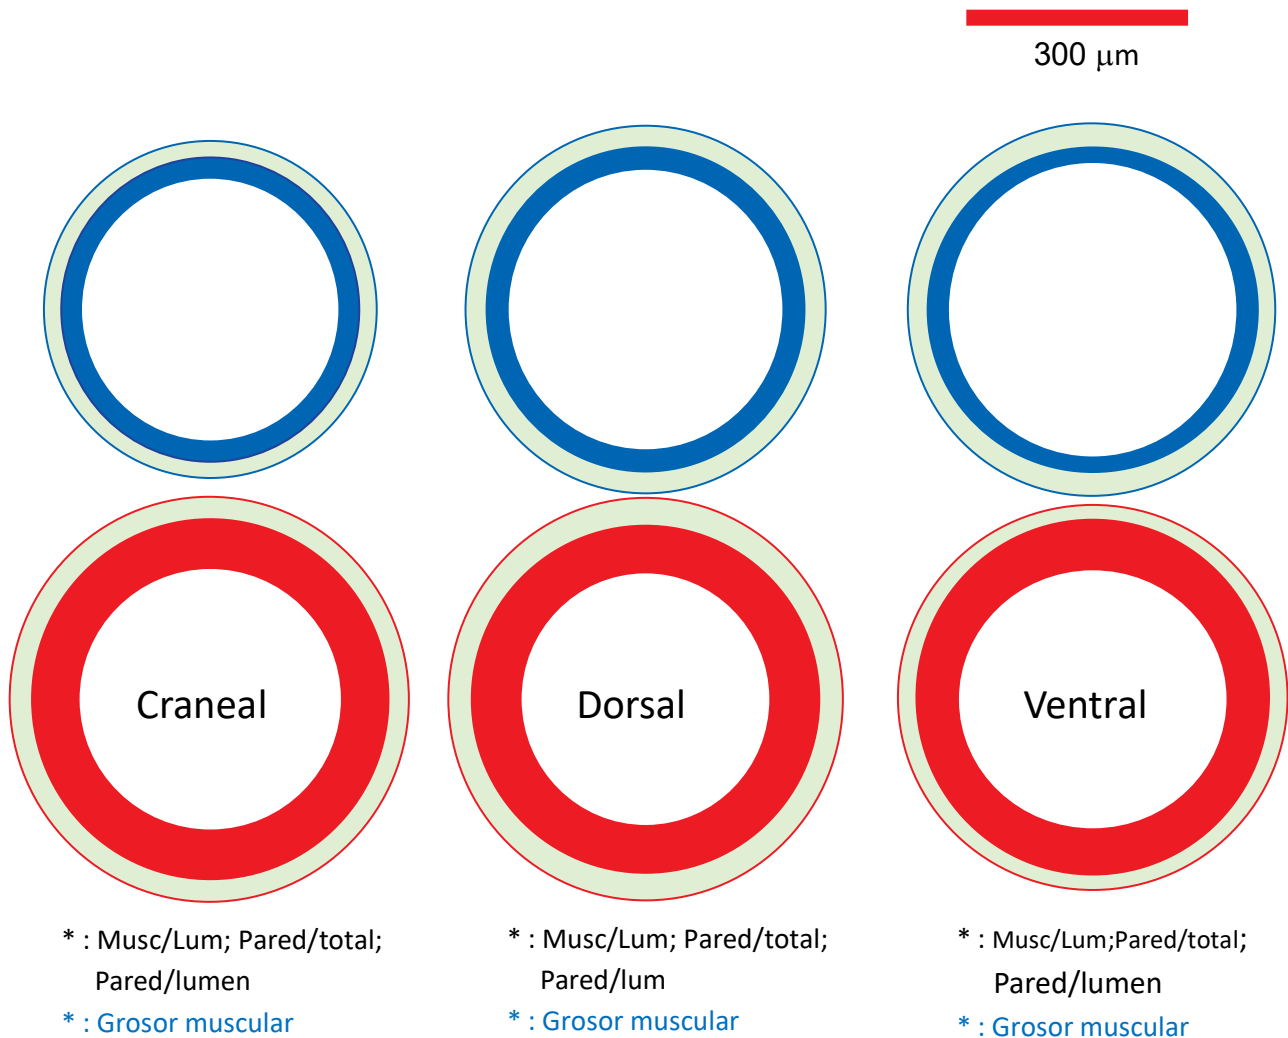 300 μm
Craneal
Dorsal
Ventral
* : Musc/Lum; Pared/total;
Pared/lumen
* : Grosor muscular
* : Musc/Lum; Pared/total;
Pared/lum
* : Grosor muscular
* : Musc/Lum;Pared/total;
Pared/lumen
* : Grosor muscular